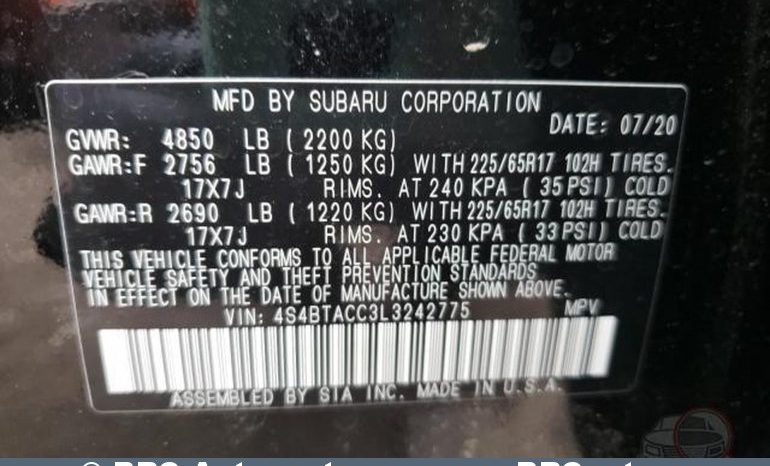 MFD BY SUBARU CORPORATION
DATE: 07/20
GVWR: 4850 LB ( 2200 KG)
GAWR:F 2756 LB ( 1250 KG) WITH 225/65R17 102H TIRES.
17X7J RIMS. AT 240 KPA ( 35 PSI) COLD
GAWR:R 2690 LB ( 1220 KG) WITH 225/65R17 102H TIRES.
17X7J RIMS. AT 230 KPA ( 33 PSI) COLD
THIS VEHICLE CONFORMS TO ALL APPLICABLE FEDERAL MOTOR
VEHICLE SAFETY AND THEFT PREVENTION STANDARDS
IN EFFECT ON THE DATE OF MANUFACTURE SHOWN ABOVE.
VIN: 4S4BTACC3L3242775 MPV
ASSEMBLED BY SIA INC. MADE IN U.S.A.